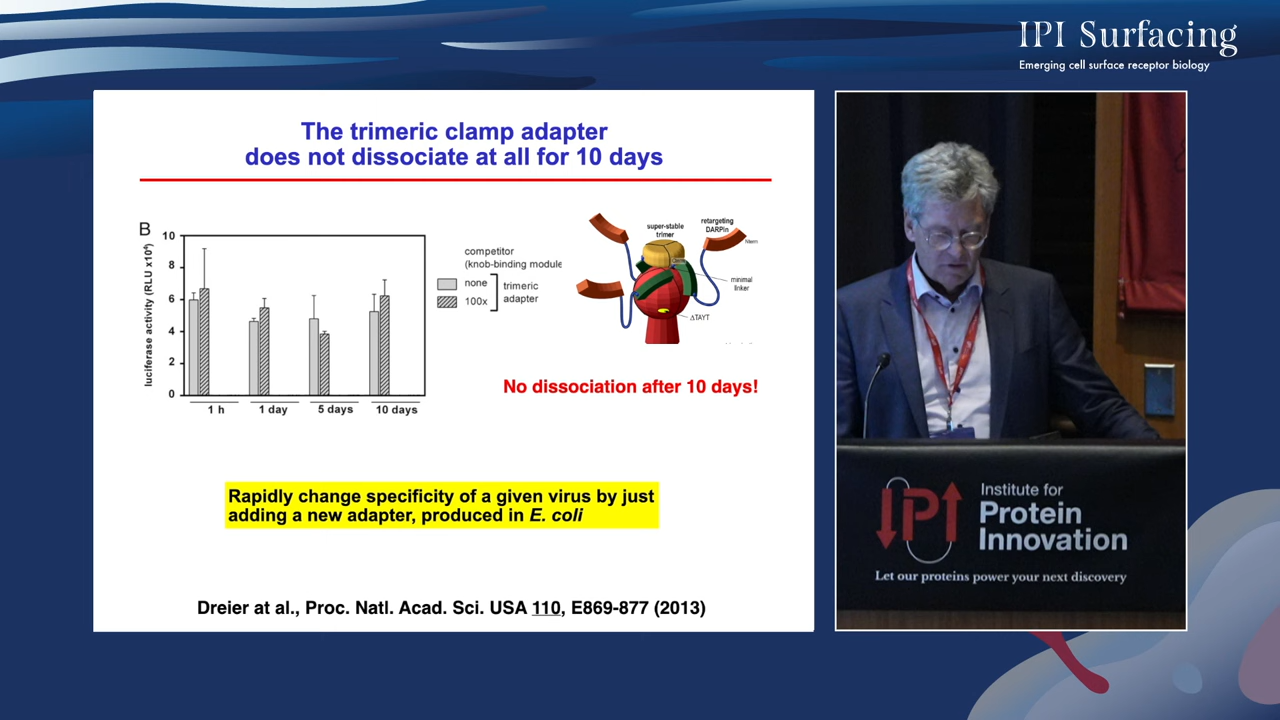 IPI Surfacing
Emerging cell surface receptor biology
The trimeric clamp adapter
does not dissociate at all for 10 days
B
luciferase activity (RLU x10⁶)
10
8
6
4
2
0
1 h
1 day
5 days
10 days
competitor
(knob-binding module
none
100x
trimeric
adapter
super-stable
trimer
retargeting
DARPin
minimal
linker
ΔTAYT
No dissociation after 10 days!
Rapidly change specificity of a given virus by just
adding a new adapter, produced in E. coli
Dreier at al., Proc. Natl. Acad. Sci. USA 110, E869-877 (2013)
IPI
Institute for
Protein
Innovation
Let our proteins power your next discovery